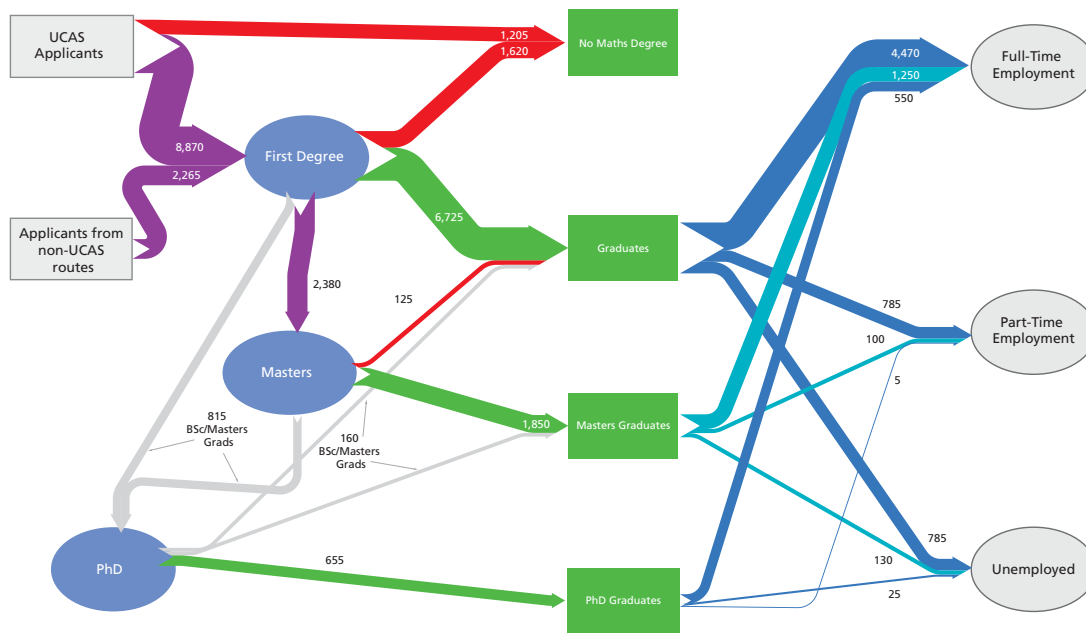 UCAS
Applicants
1,205
1,620
No Maths Degree
4,470
1,250
550
Full-Time
Employment
8,870
2,265
First Degree
6,725
Applicants from
non-UCAS
routes
Graduates
2,380
125
785
100
5
Part-Time
Employment
Masters
815
BSc/Masters
Grads
160
BSc/Masters
Grads
1,850
Masters Graduates
785
130
25
Unemployed
PhD
655
PhD Graduates